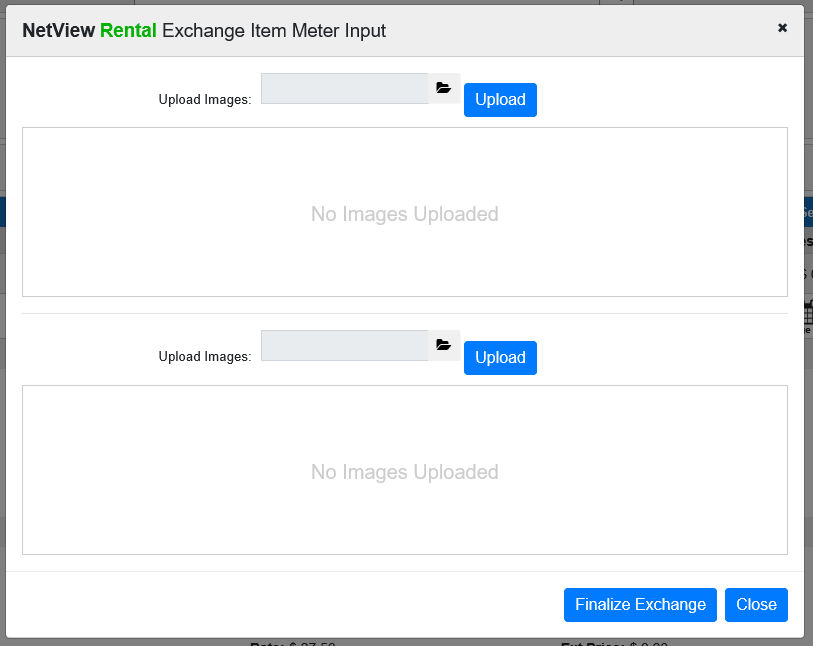 NetView Rental Exchange Item Meter Input
Upload Images:
Upload
No Images Uploaded
Upload Images:
Upload
No Images Uploaded
Finalize Exchange
Close